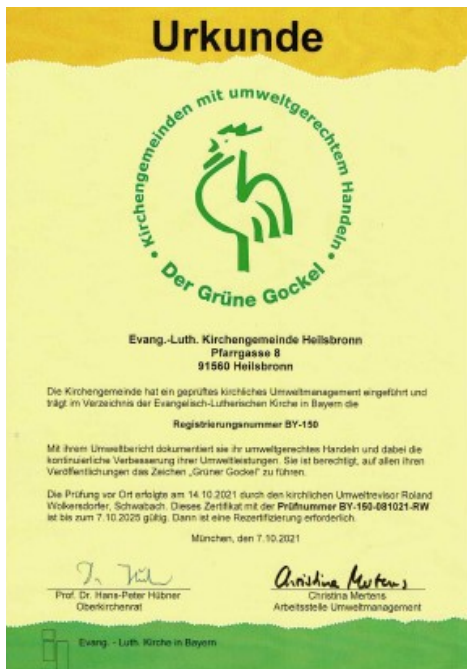 Urkunde
• Kirchengemeinden mit umweltgerechtem Handeln •
Der Grüne Gockel
Evang.-Luth. Kirchengemeinde Heilsbronn
Pfarrgasse 8
91560 Heilsbronn
Die Kirchengemeinde hat ein geprüftes kirchliches Umweltmanagement eingeführt und
trägt im Verzeichnis der Evangelisch-Lutherischen Kirche in Bayern die
Registrierungsnummer BY-150
Mit ihrem Umweltbericht dokumentiert sie ihr umweltgerechtes Handeln und dabei die
kontinuierliche Verbesserung ihrer Umweltleistungen. Sie ist berechtigt, auf allen ihren
Veröffentlichungen das Zeichen „Grüner Gockel" zu führen.
Die Prüfung vor Ort erfolgte am 14.10.2021 durch den kirchlichen Umweltrevisor Roland
Wolkersdorfer, Schwabach. Dieses Zertifikat mit der Prüfnummer BY-150-081021-RW
ist bis zum 7.10.2025 gültig. Dann ist eine Rezertifizierung erforderlich.
München, den 7.10.2021
Christina Mertens
Prof. Dr. Hans-Peter Hübner
Oberkirchenrat
Christina Mertens
Arbeitsstelle Umweltmanagement
Evang. - Luth. Kirche in Bayern